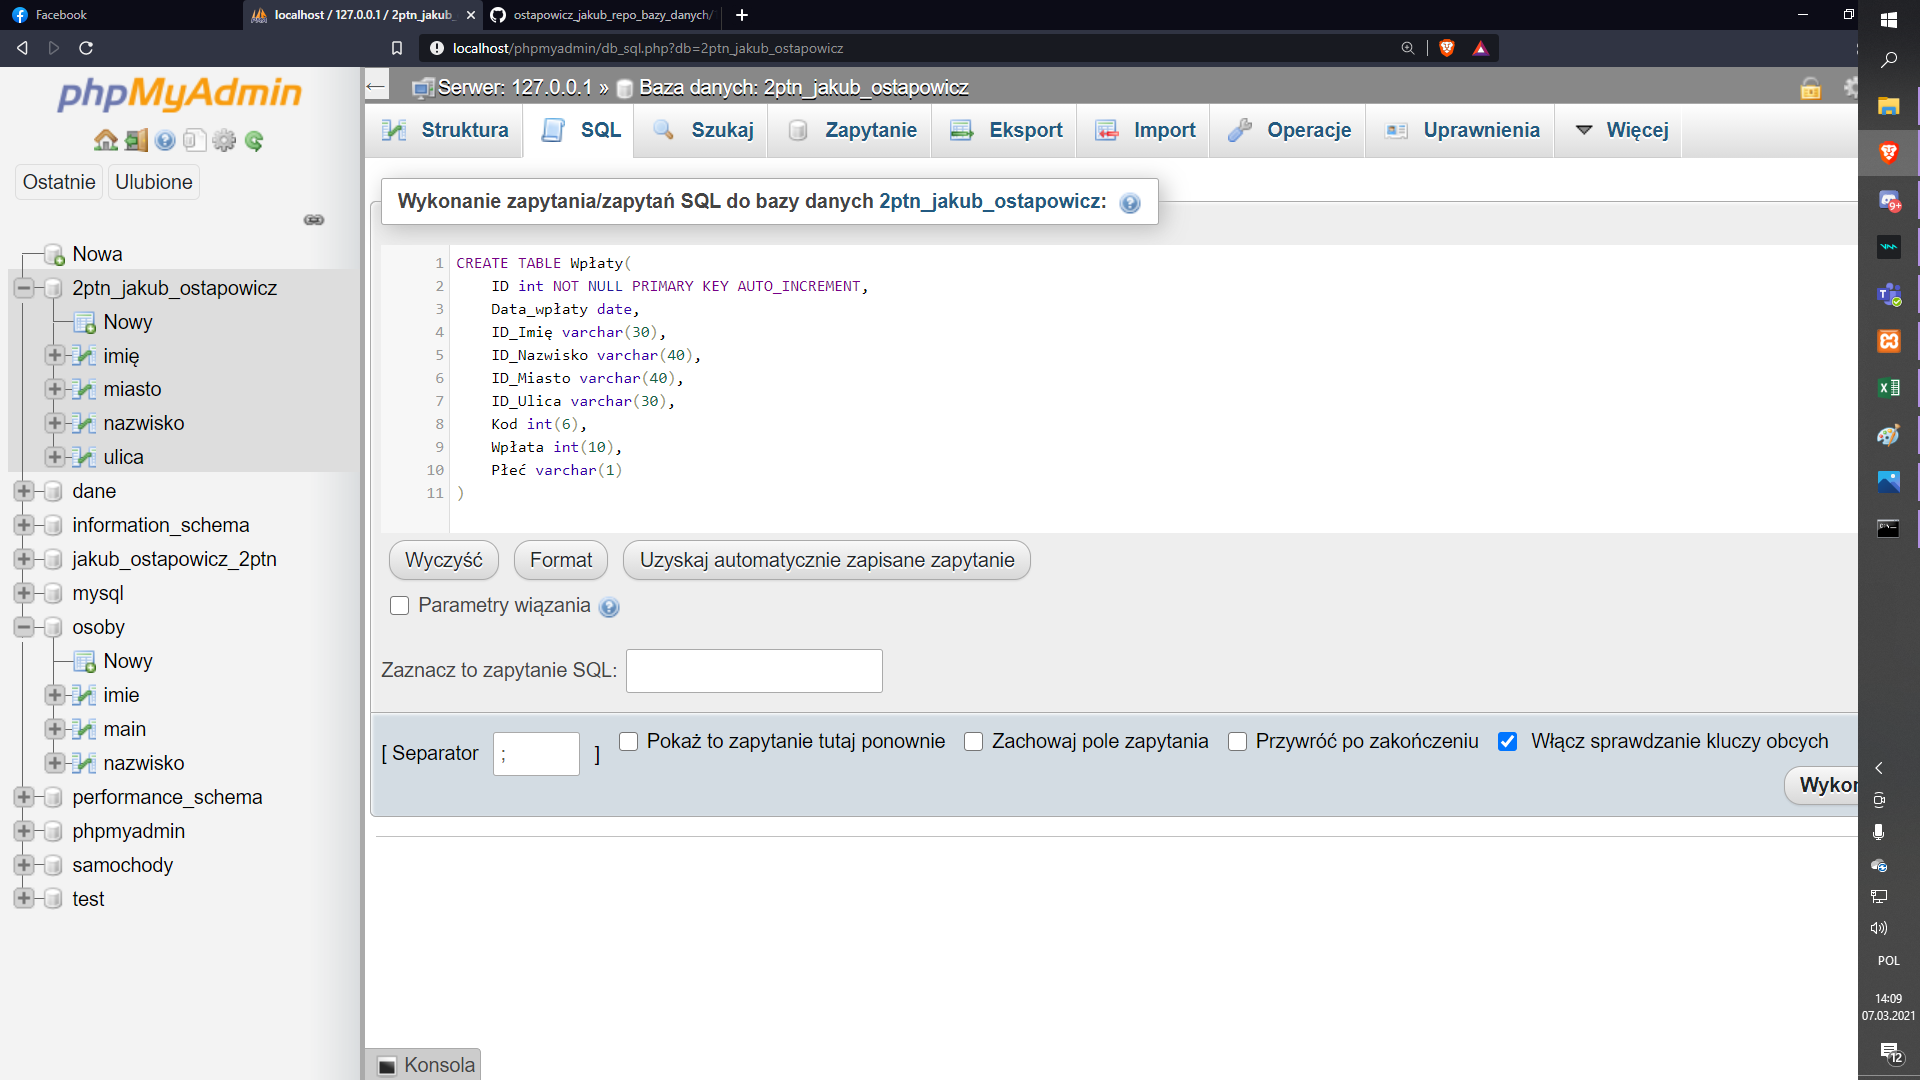 Facebook
localhost / 127.0.0.1 / 2ptn_jakub_
ostapowicz_jakub_repo_bazy_danych/
localhost/phpmyadmin/db_sql.php?db=2ptn_jakub_ostapowicz
phpMyAdmin
Ostatnie Ulubione
Nowa
2ptn_jakub_ostapowicz
Nowy
imię
miasto
nazwisko
ulica
dane
information_schema
jakub_ostapowicz_2ptn
mysql
osoby
Nowy
imie
main
nazwisko
performance_schema
phpmyadmin
samochody
test
Serwer: 127.0.0.1 » Baza danych: 2ptn_jakub_ostapowicz
Struktura SQL Szukaj Zapytanie Eksport Import Operacje Uprawnienia Więcej
Wykonanie zapytania/zapytań SQL do bazy danych 2ptn_jakub_ostapowicz:
1 CREATE TABLE Wpłaty(
2 ID int NOT NULL PRIMARY KEY AUTO_INCREMENT,
3 Data_wpłaty date,
4 ID_Imię varchar(30),
5 ID_Nazwisko varchar(40),
6 ID_Miasto varchar(40),
7 ID_Ulica varchar(30),
8 Kod int(6),
9 Wpłata int(10),
10 Płeć varchar(1)
11 )
Wyczyść Format Uzyskaj automatycznie zapisane zapytanie
Parametry wiązania
Zaznacz to zapytanie SQL:
[ Separator ; ] Pokaż to zapytanie tutaj ponownie Zachowaj pole zapytania Przywróć po zakończeniu Włącz sprawdzanie kluczy obcych
Wykon
Konsola
9+
POL
14:09
07.03.2021
12